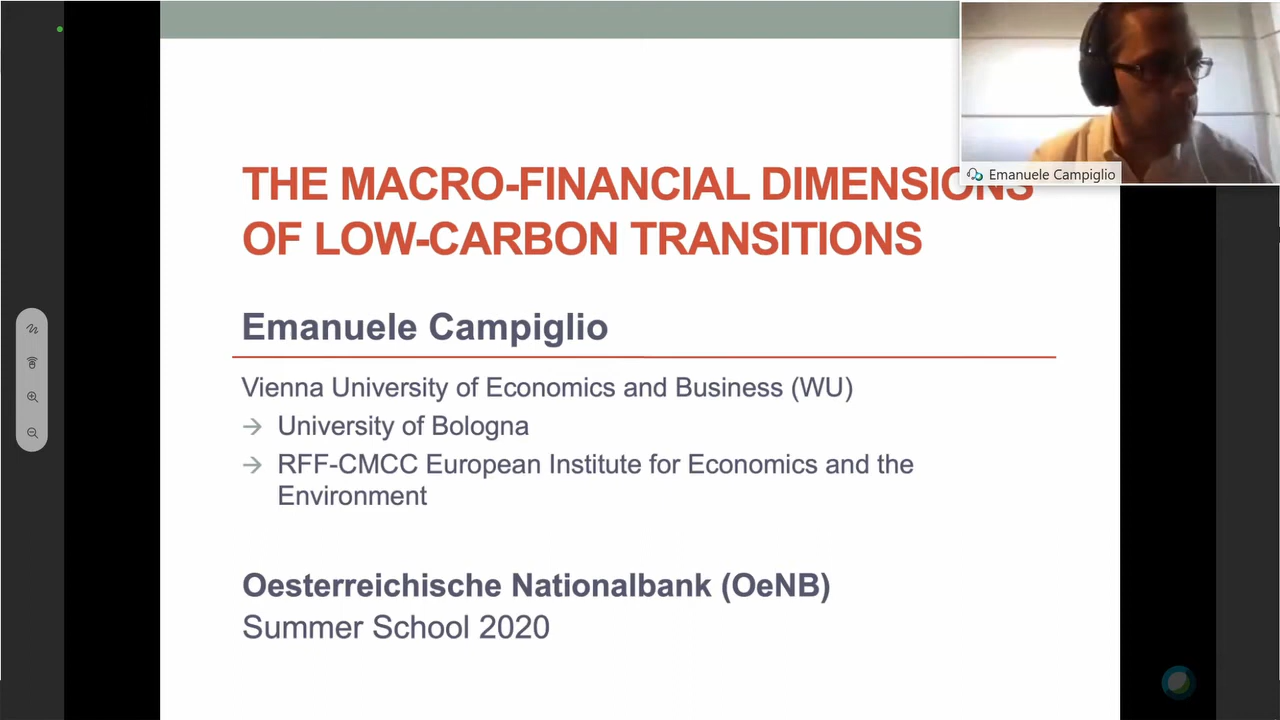 THE MACRO-FINANCIAL DIMENSIONS
OF LOW-CARBON TRANSITIONS
Emanuele Campiglio
Emanuele Campiglio
Vienna University of Economics and Business (WU)
→ University of Bologna
→ RFF-CMCC European Institute for Economics and the
Environment
Oesterreichische Nationalbank (OeNB)
Summer School 2020